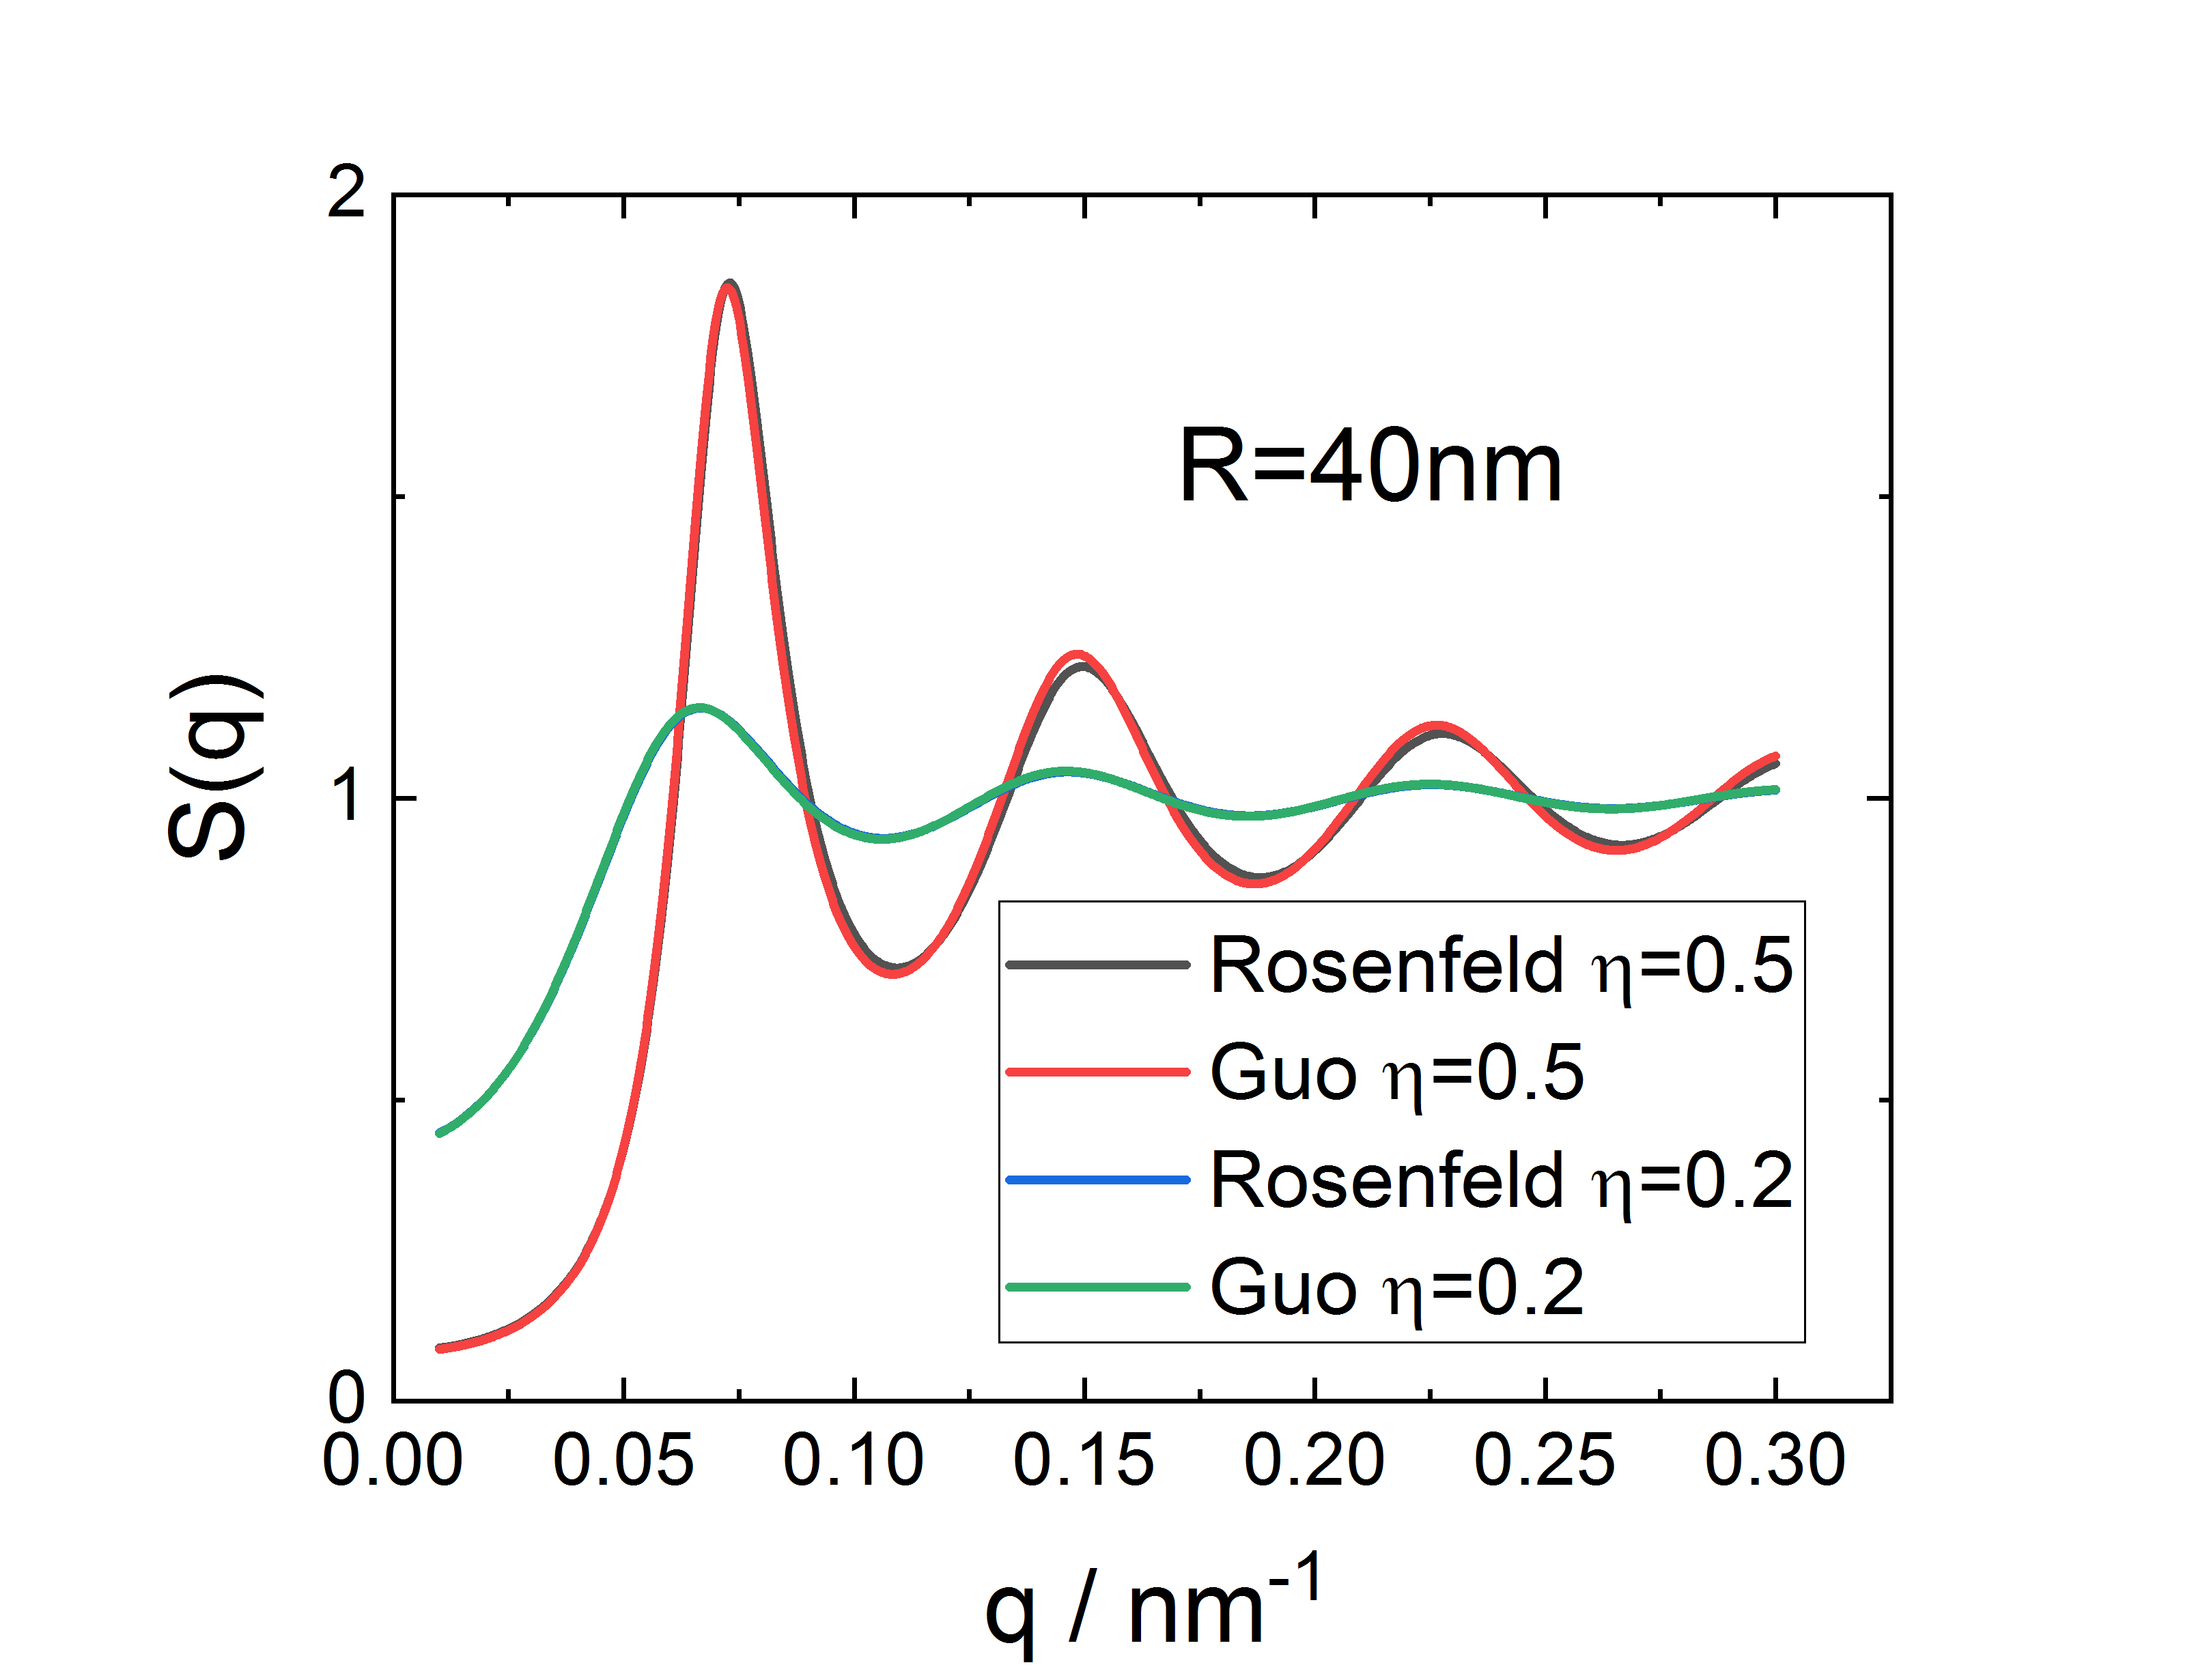 2
R=40nm
S(q)
1
Rosenfeld η=0.5
Guo η=0.5
Rosenfeld η=0.2
Guo η=0.2
0
0.00 0.05 0.10 0.15 0.20 0.25 0.30
q / nm⁻¹